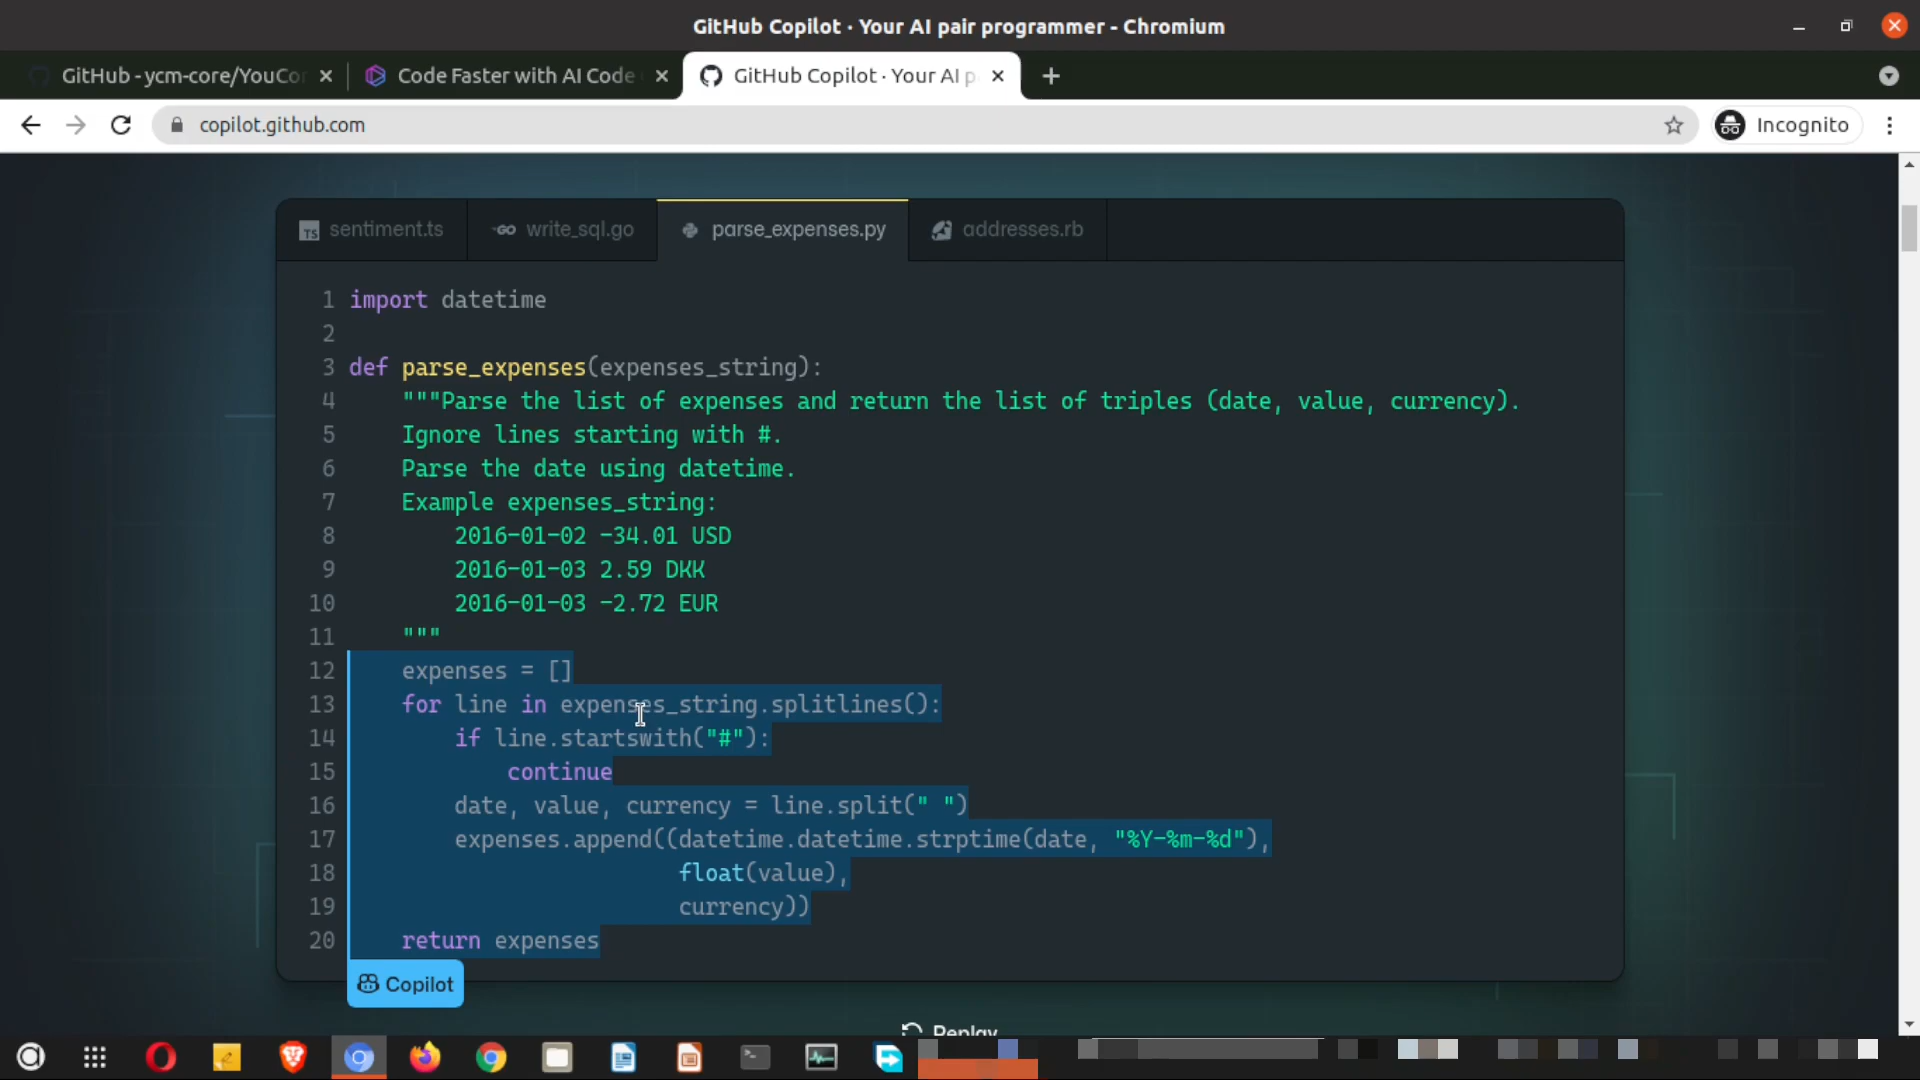 GitHub Copilot · Your AI pair programmer - Chromium
GitHub - ycm-core/YouCo
Code Faster with AI Code
GitHub Copilot · Your AI p
copilot.github.com
Incognito
TS sentiment.ts
GO write_sql.go
parse_expenses.py
addresses.rb
1 import datetime
2
3 def parse_expenses(expenses_string):
4 """Parse the list of expenses and return the list of triples (date, value, currency).
5 Ignore lines starting with #.
6 Parse the date using datetime.
7 Example expenses_string:
8 2016-01-02 -34.01 USD
9 2016-01-03 2.59 DKK
10 2016-01-03 -2.72 EUR
11 """
12 expenses = []
13 for line in expenses_string.splitlines():
14 if line.startswith("#"):
15 continue
16 date, value, currency = line.split(" ")
17 expenses.append((datetime.datetime.strptime(date, "%Y-%m-%d"),
18 float(value),
19 currency))
20 return expenses
Copilot
Replay